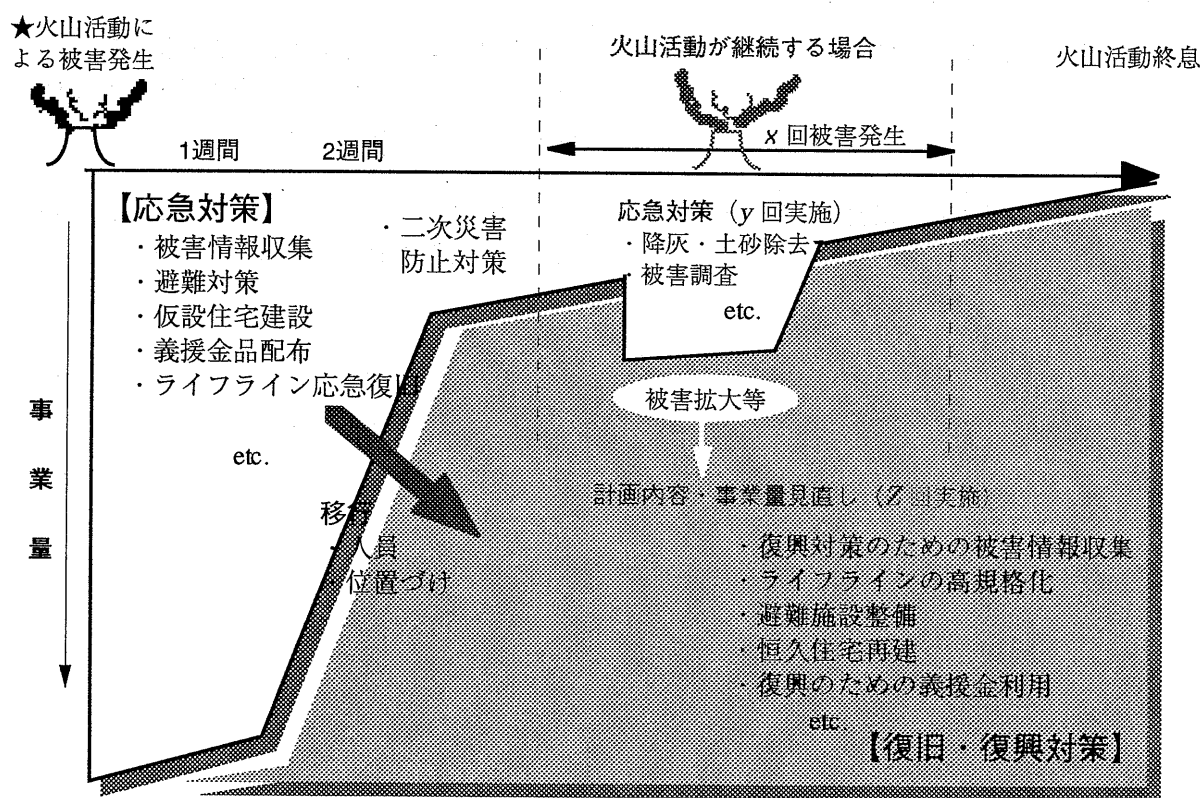 ★火山活動に
よる被害発生
火山活動が継続する場合
火山活動終息
1週間
2週間
x 回被害発生
【応急対策】
・被害情報収集
・避難対策
・仮設住宅建設
・義援金品配布
・ライフライン応急復旧
etc.
・二次災害
防止対策
応急対策（y 回実施）
・降灰・土砂除去
・被害調査
etc.
事業量
被害拡大等
移行
・人員
・位置づけ
計画内容・事業量見直し（Z 回実施）
復興対策のための被害情報収集
・ライフラインの高規格化
・避難施設整備
・恒久住宅再建
・復興のための義援金利用
etc.
【復旧・復興対策】